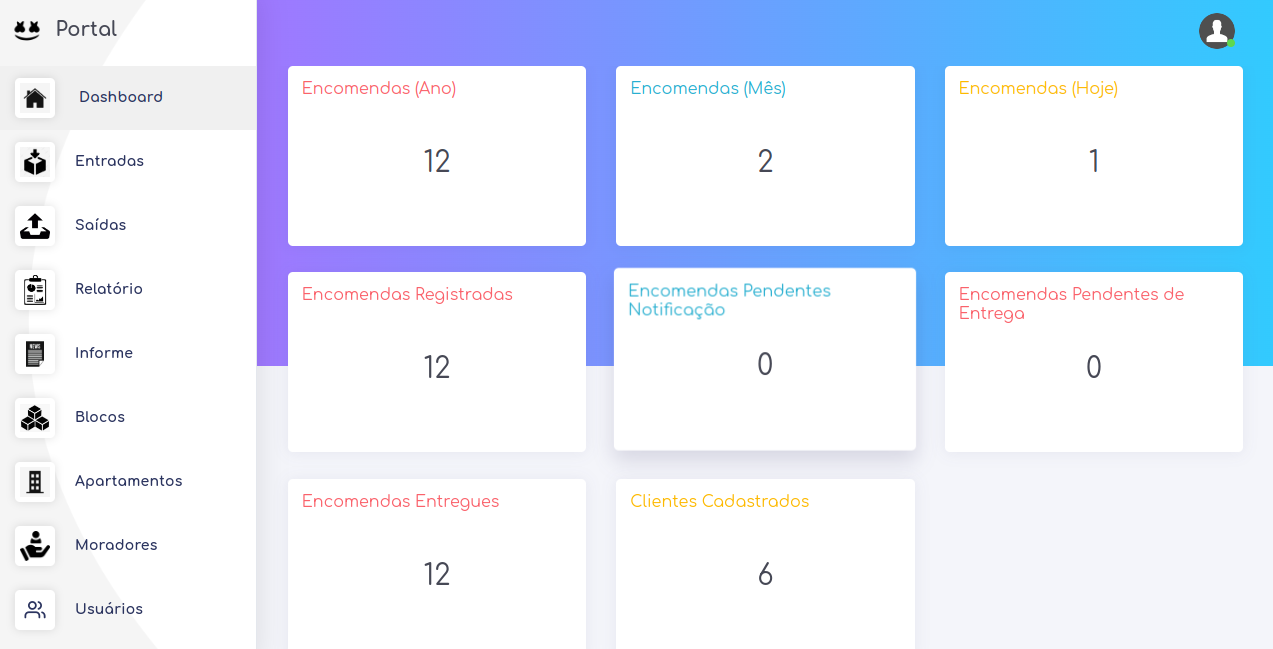 Portal
Dashboard
Entradas
Saídas
Relatório
NEWS
Informe
Blocos
Apartamentos
Moradores
Usuários
Encomendas (Ano)
12
Encomendas (Mês)
2
Encomendas (Hoje)
1
Encomendas Registradas
12
Encomendas Pendentes
Notificação
0
Encomendas Pendentes de
Entrega
0
Encomendas Entregues
12
Clientes Cadastrados
6